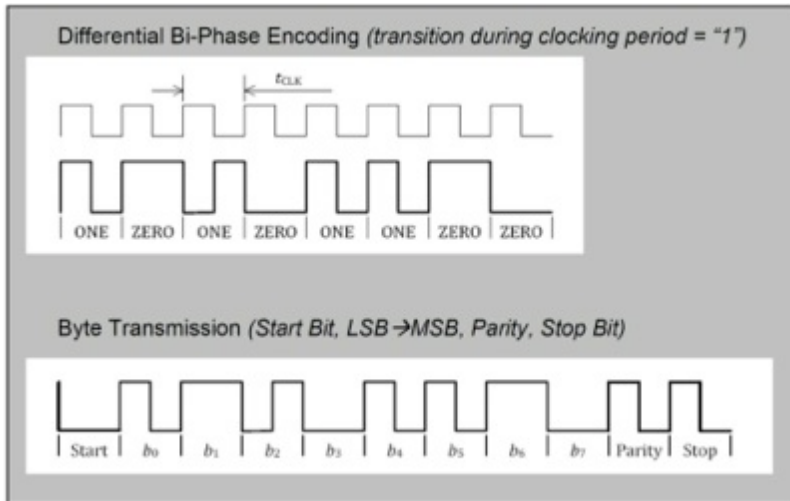 Differential Bi-Phase Encoding (transition during clocking period = “1”)
tCLK
ONE ZERO ONE ZERO ONE ONE ZERO ZERO
Byte Transmission (Start Bit, LSB→MSB, Parity, Stop Bit)
Start b₀ b₁ b₂ b₃ b₄ b₅ b₆ b₇ Parity Stop